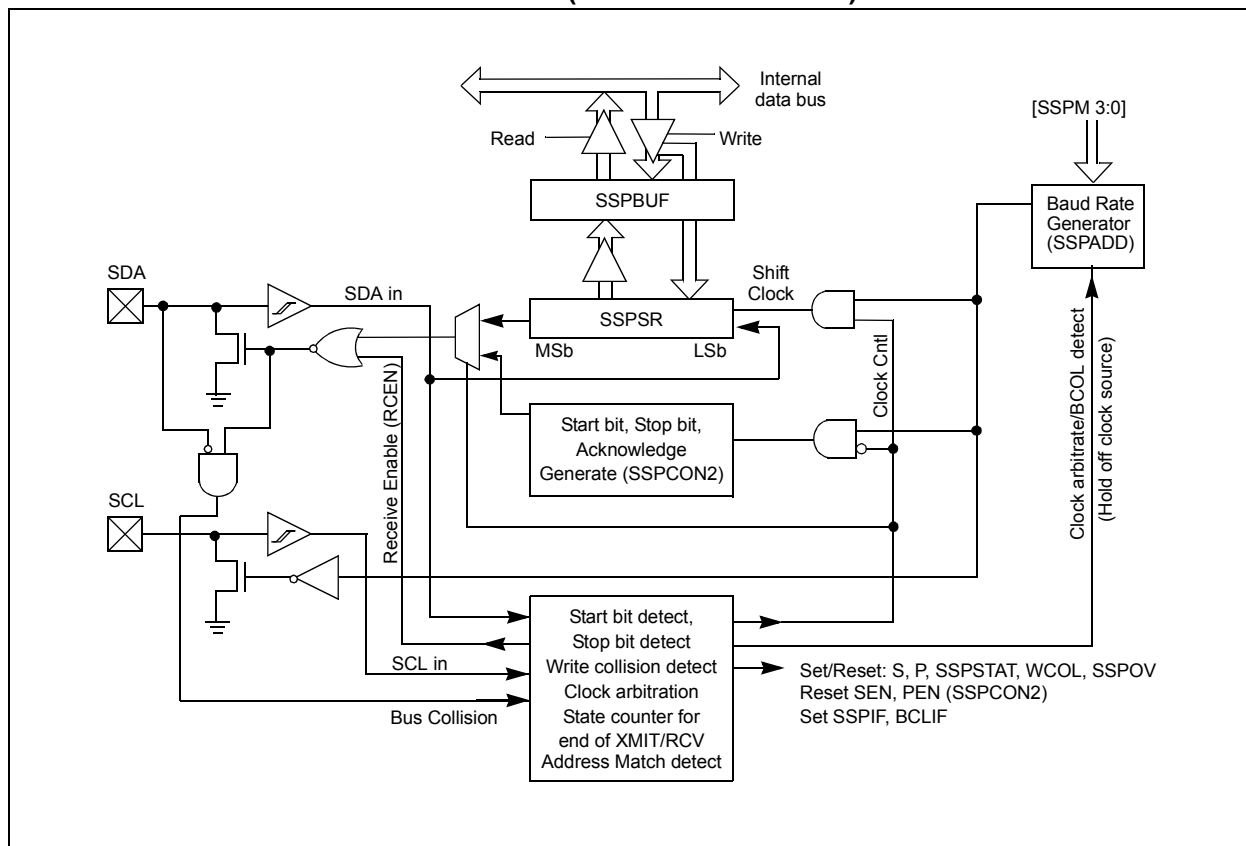 Internal
data bus
[SSPM 3:0]
Read
Write
SSPBUF
Baud Rate
Generator
(SSPADD)
SDA
SDA in
Shift
Clock
SSPSR
MSb
LSb
Receive Enable (RCEN)
Clock Cntl
Clock arbitrate/BCOL detect
(Hold off clock source)
Start bit, Stop bit,
Acknowledge
Generate (SSPCON2)
SCL
SCL in
Bus Collision
Start bit detect,
Stop bit detect
Write collision detect
Clock arbitration
State counter for
end of XMIT/RCV
Address Match detect
Set/Reset: S, P, SSPSTAT, WCOL, SSPOV
Reset SEN, PEN (SSPCON2)
Set SSPIF, BCLIF